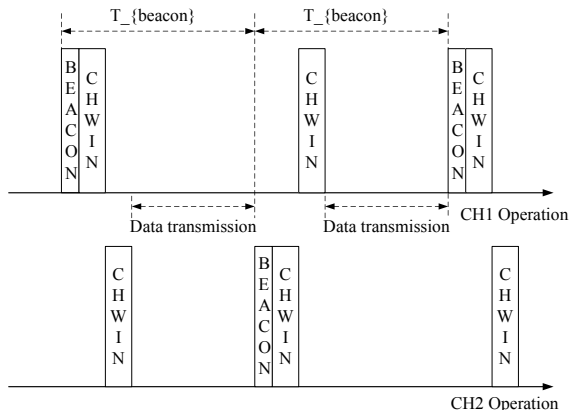 T_{beacon} T_{beacon}
BEACON CHWIN CHWIN BEACON CHWIN
CH1 Operation
Data transmission Data transmission
CHWIN BEACON CHWIN CHWIN
CH2 Operation